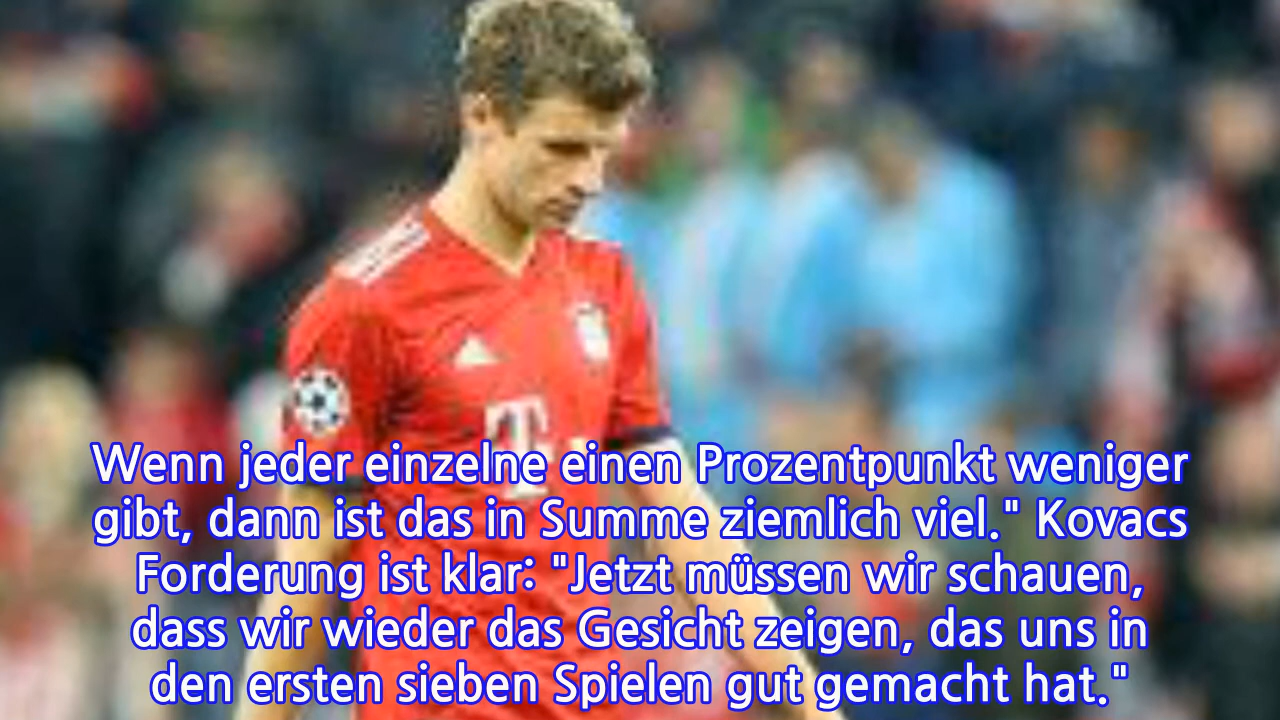 Wenn jeder einzelne einen Prozentpunkt weniger
gibt, dann ist das in Summe ziemlich viel." Kovacs
Forderung ist klar: "Jetzt müssen wir schauen,
dass wir wieder das Gesicht zeigen, das uns in
den ersten sieben Spielen gut gemacht hat."